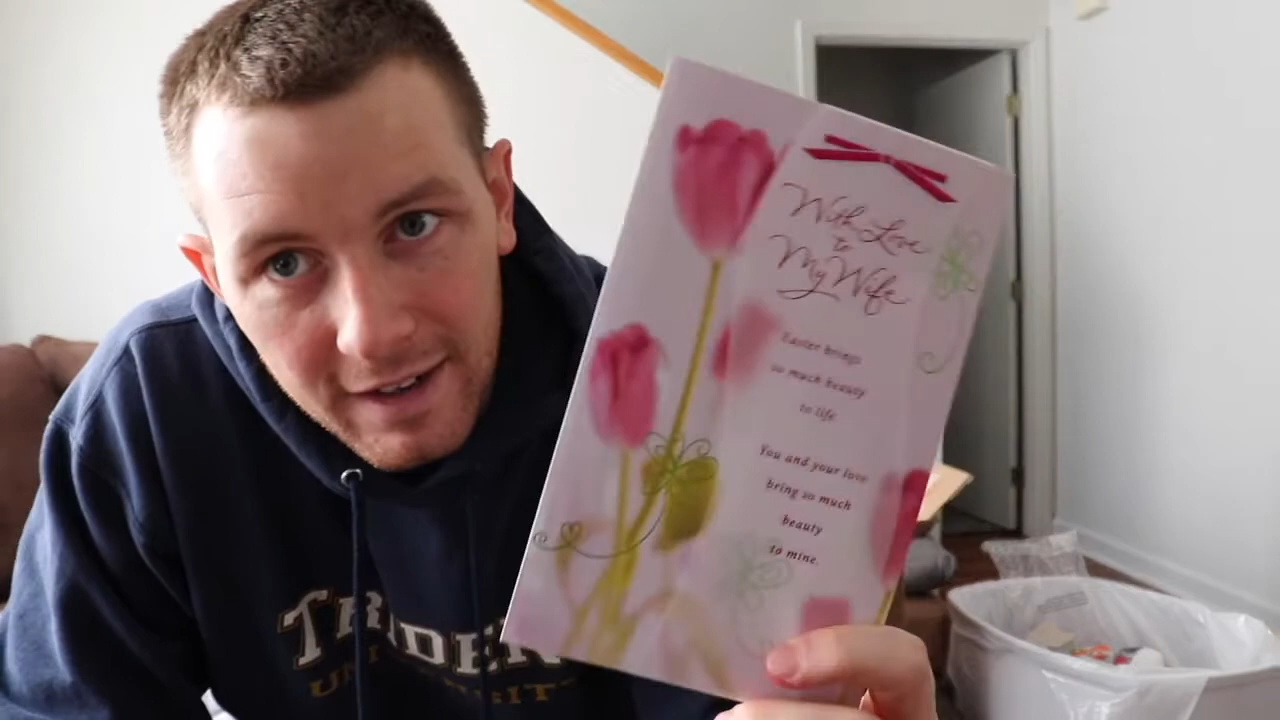 With Love
to
My Wife
Easter brings
so much beauty
to life.
You and your love
bring so much
beauty
to mine.